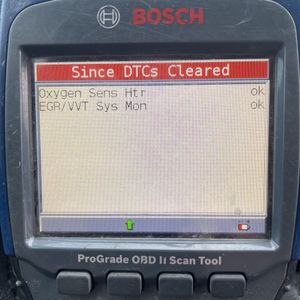 BOSCH
Since DTCs Cleared
Oxygen Sens Htr ok
EGR/VVT Sys Mon ok
ProGrade OBD II Scan Tool